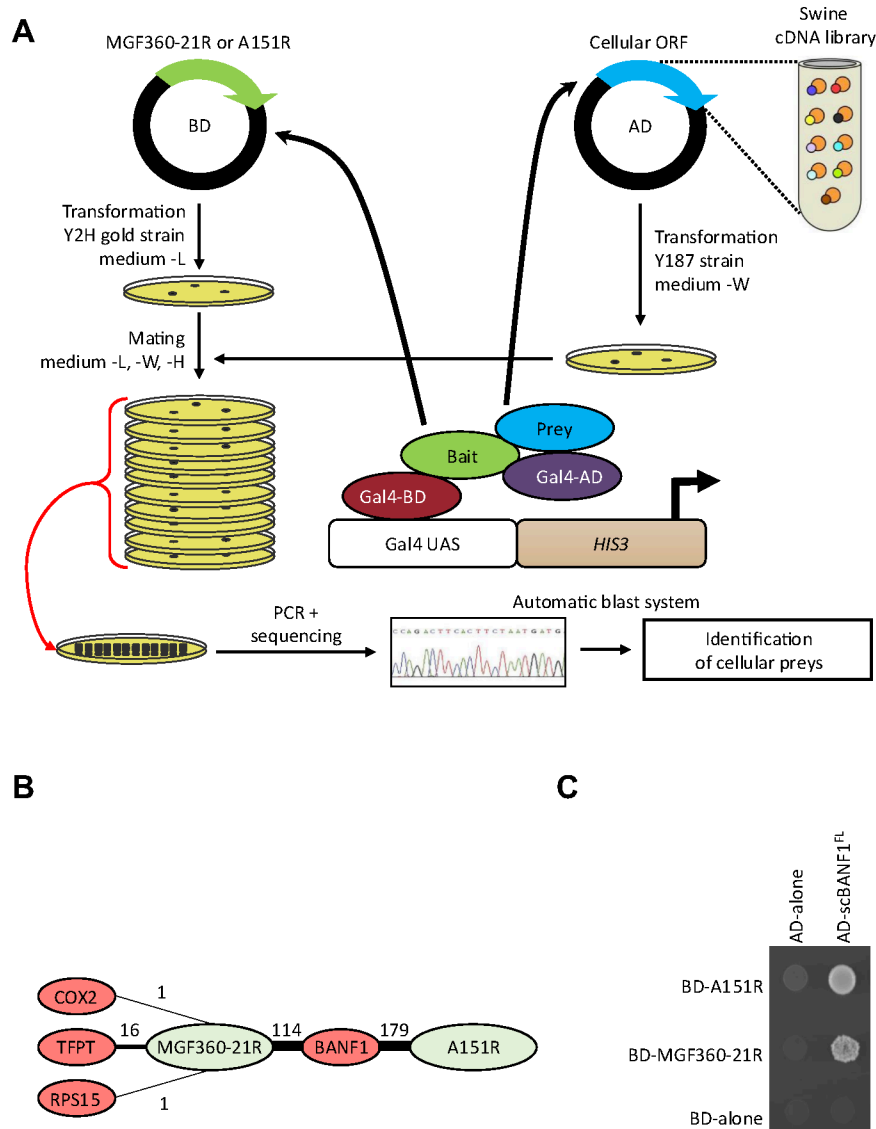 A
MGF360-21R or A151R
BD
Cellular ORF
AD
Swine
cDNA library
Transformation
Y2H gold strain
medium -L
Transformation
Y187 strain
medium -W
Mating
medium -L, -W, -H
Prey
Bait
Gal4-AD
Gal4-BD
Gal4 UAS
HIS3
PCR +
sequencing
Automatic blast system
CCAGACTTCACTTCTAATGATG
Identification
of cellular preys
B
COX2
1
TFPT
16
MGF360-21R
114
BANF1
179
A151R
RPS15
1
C
AD-alone
AD-scBANF1FL
BD-A151R
BD-MGF360-21R
BD-alone